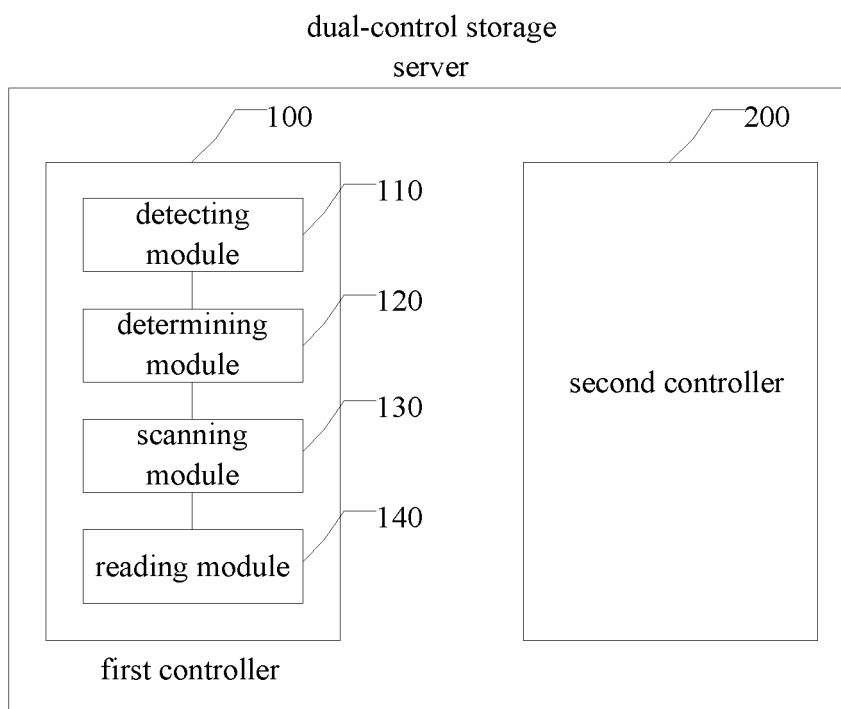 dual-control storage
server
100
200
110
detecting
module
120
determining
module
130
scanning
module
140
reading module
second controller
first controller